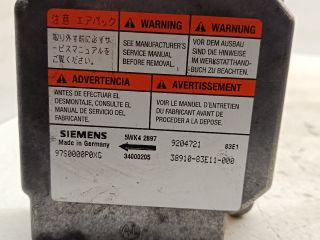 注意 エアバッグ
取り外す前に必ずサ
ービスマニュアルを
ご覧ください。
WARNING
SEE MANUFACTURER'S
SERVICE MANUAL
BEFORE REMOVAL.
WARNUNG
VOR DEM AUSBAU
SIND DIE HINWEISE
IM WERKSTATTHAND-
BUCH ZU BEACHTEN.
ADVERTENCIA
ANTES DE EFECTUAR EL
DESMONTAJE, CONSULTE EL
MANUAL DE SERVICIO DEL
FABRICANTE.
AVERTISSEMENT
VOIR LE MANUEL D'ENTRETIEN
DU FABRICANT AVANT DE
PROCEDER A LA DEPOSE.
SIEMENS 5WK4 2897 9204721 83E1
Made in Germany
97S0008P0XG 34000205 38910-83E11-000